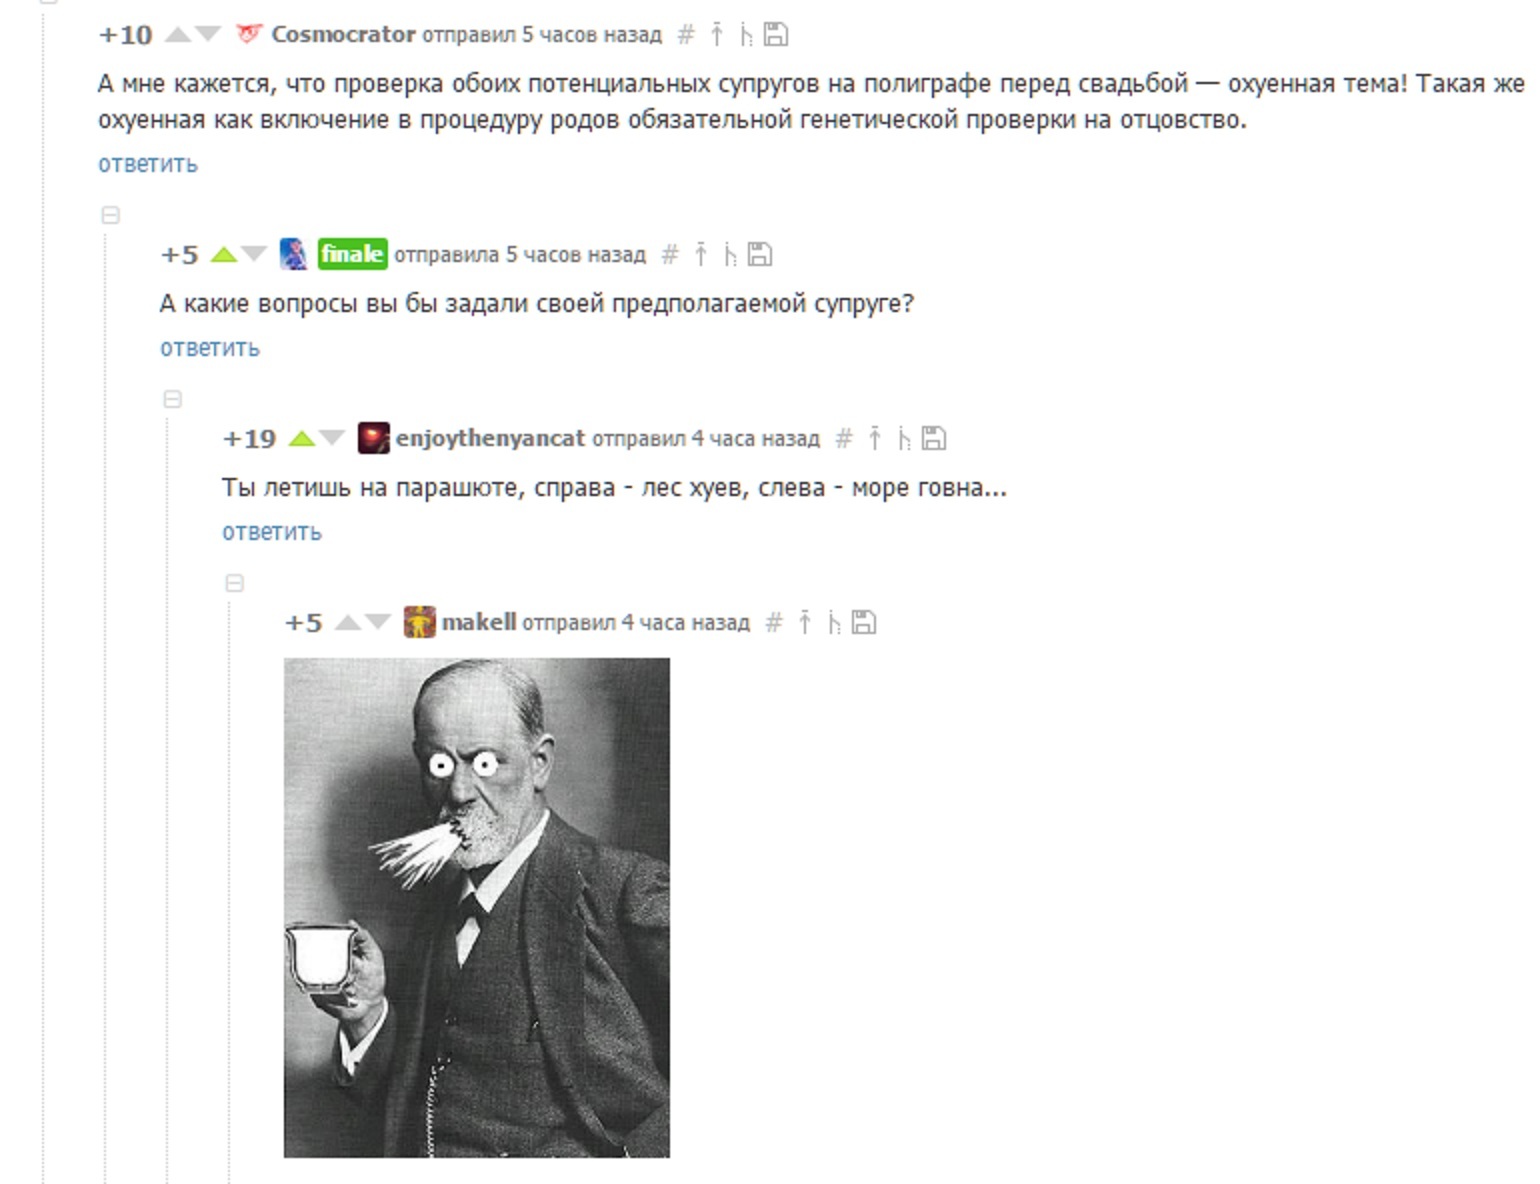 +10 Cosmocrator отправил 5 часов назад #
А мне кажется, что проверка обоих потенциальных супругов на полиграфе перед свадьбой — охуенная тема! Такая же
охуенная как включение в процедуру родов обязательной генетической проверки на отцовство.
ответить
+5 finale отправила 5 часов назад #
А какие вопросы вы бы задали своей предполагаемой супруге?
ответить
+19 enjoythenyancat отправил 4 часа назад #
Ты летишь на парашюте, справа - лес хуев, слева - море говна...
ответить
+5 makell отправил 4 часа назад #